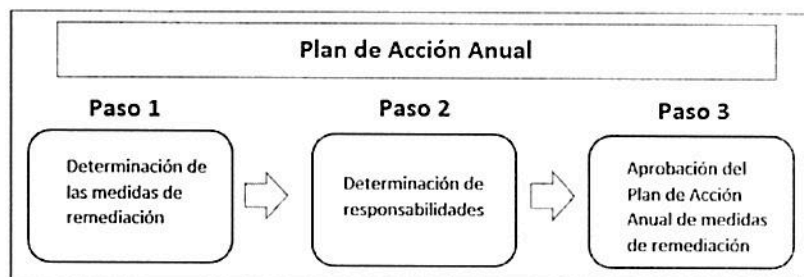 Plan de Acción Anual
Paso 1
Paso 2
Paso 3
Determinación de
las medidas de
remediación
Determinación de
responsabilidades
Aprobación del
Plan de Acción
Anual de medidas
de remediación